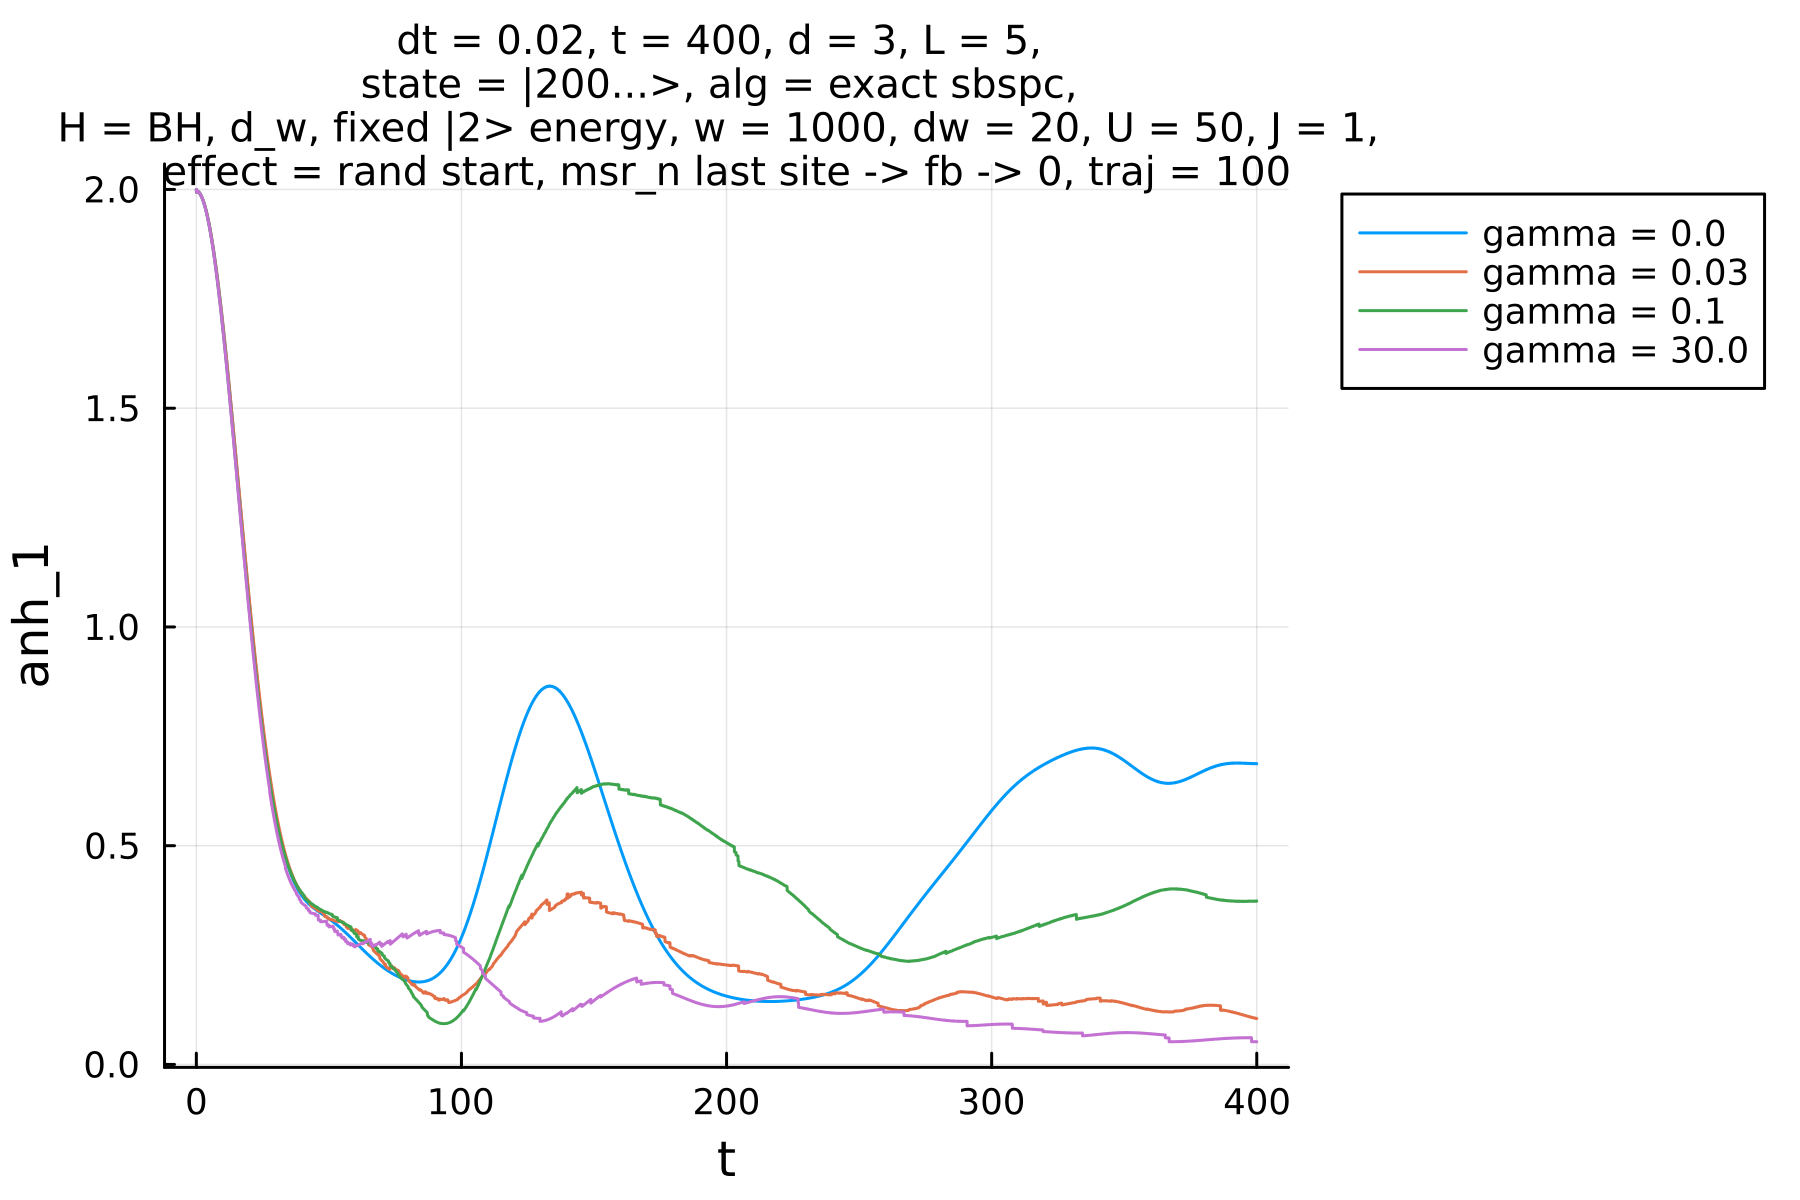 dt = 0.02, t = 400, d = 3, L = 5,
state = |200...>, alg = exact sbspc,
H = BH, d_w, fixed |2> energy, w = 1000, dw = 20, U = 50, J = 1,
effect = rand start, msr_n last site -> fb -> 0, traj = 100
2.0
1.5
1.0
0.5
0.0
anh_1
0
100
200
300
400
t
gamma = 0.0
gamma = 0.03
gamma = 0.1
gamma = 30.0